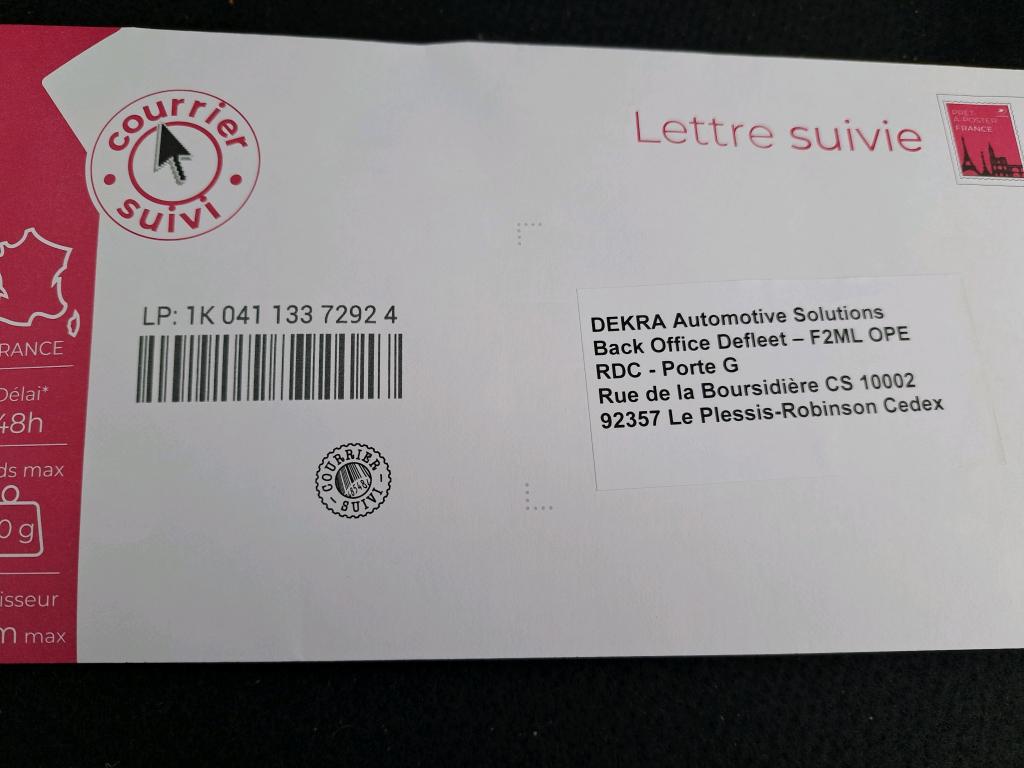 courrier
suivi
Lettre suivie
PRÊT-
À-POSTER
FRANCE
LP: 1K 041 133 7292 4
DEKRA Automotive Solutions
Back Office Defleet – F2ML OPE
RDC - Porte G
Rue de la Boursidière CS 10002
92357 Le Plessis-Robinson Cedex
COURRIER
SUIVI
RANCE
Délai*
48h
ds max
0 g
isseur
m max